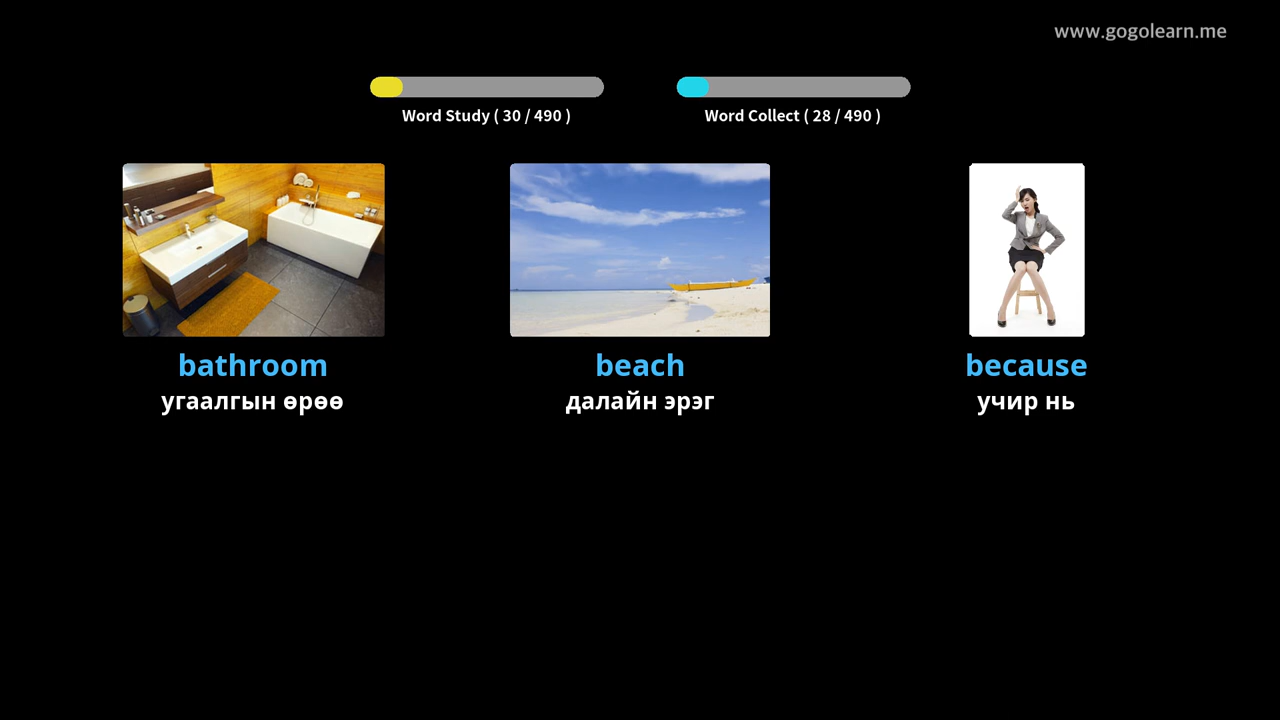 www.gogolearn.me
Word Study ( 30 / 490 )
Word Collect ( 28 / 490 )
bathroom
угаалгын өрөө
beach
далайн эрэг
because
учир нь